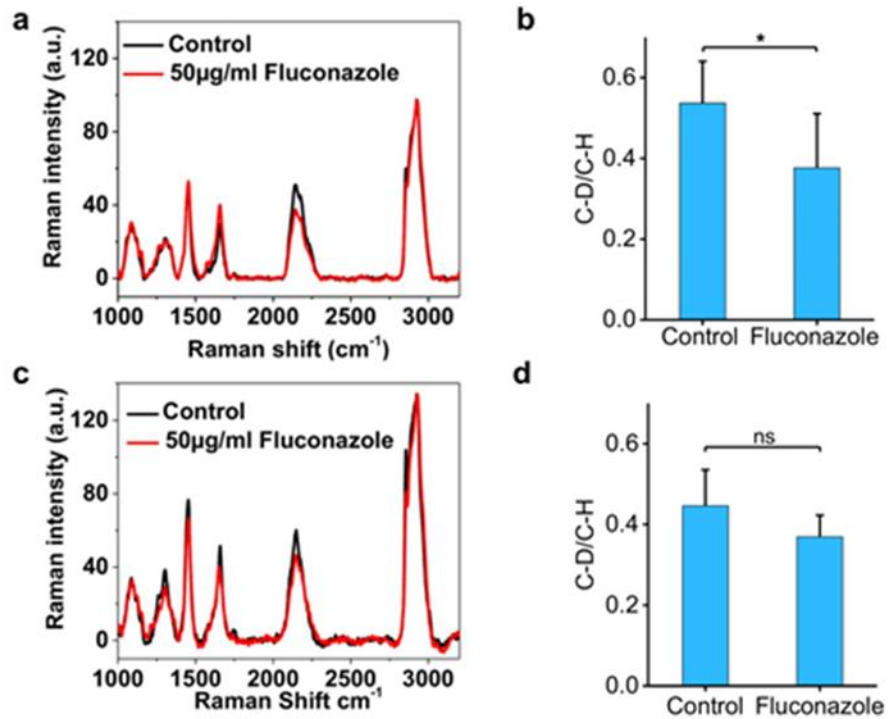 a
Control
50μg/ml Fluconazole
Raman intensity (a.u.)
120
80
40
0
1000 1500 2000 2500 3000
Raman shift (cm-1)
b
*
C-D/C-H
0.6
0.4
0.2
0.0
Control Fluconazole
c
Control
50μg/ml Fluconazole
Raman intensity (a.u.)
120
80
40
0
1000 1500 2000 2500 3000
Raman Shift cm-1
d
ns
C-D/C-H
0.6
0.4
0.2
0.0
Control Fluconazole